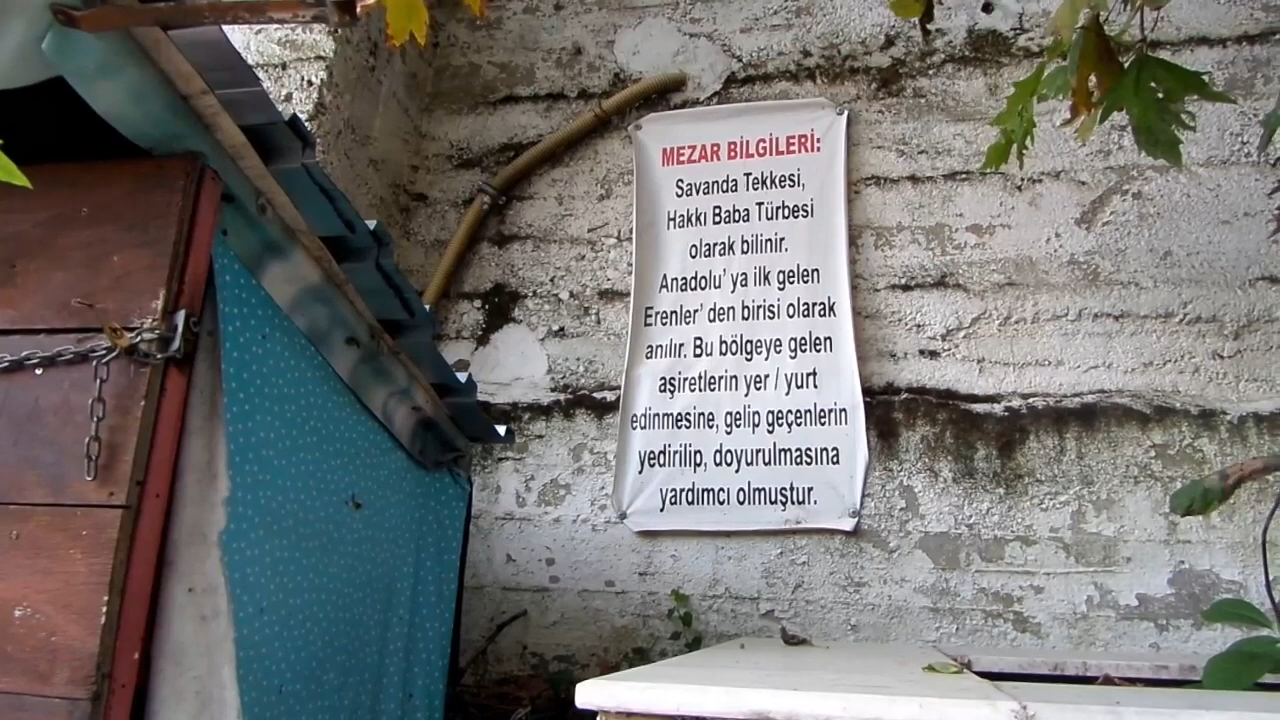 MEZAR BİLGİLERİ:
Savanda Tekkesi,
Hakkı Baba Türbesi
olarak bilinir.
Anadolu' ya ilk gelen
Erenler' den birisi olarak
anılır. Bu bölgeye gelen
aşiretlerin yer / yurt
edinmesine, gelip geçenlerin
yedirilip, doyurulmasına
yardımcı olmuştur.